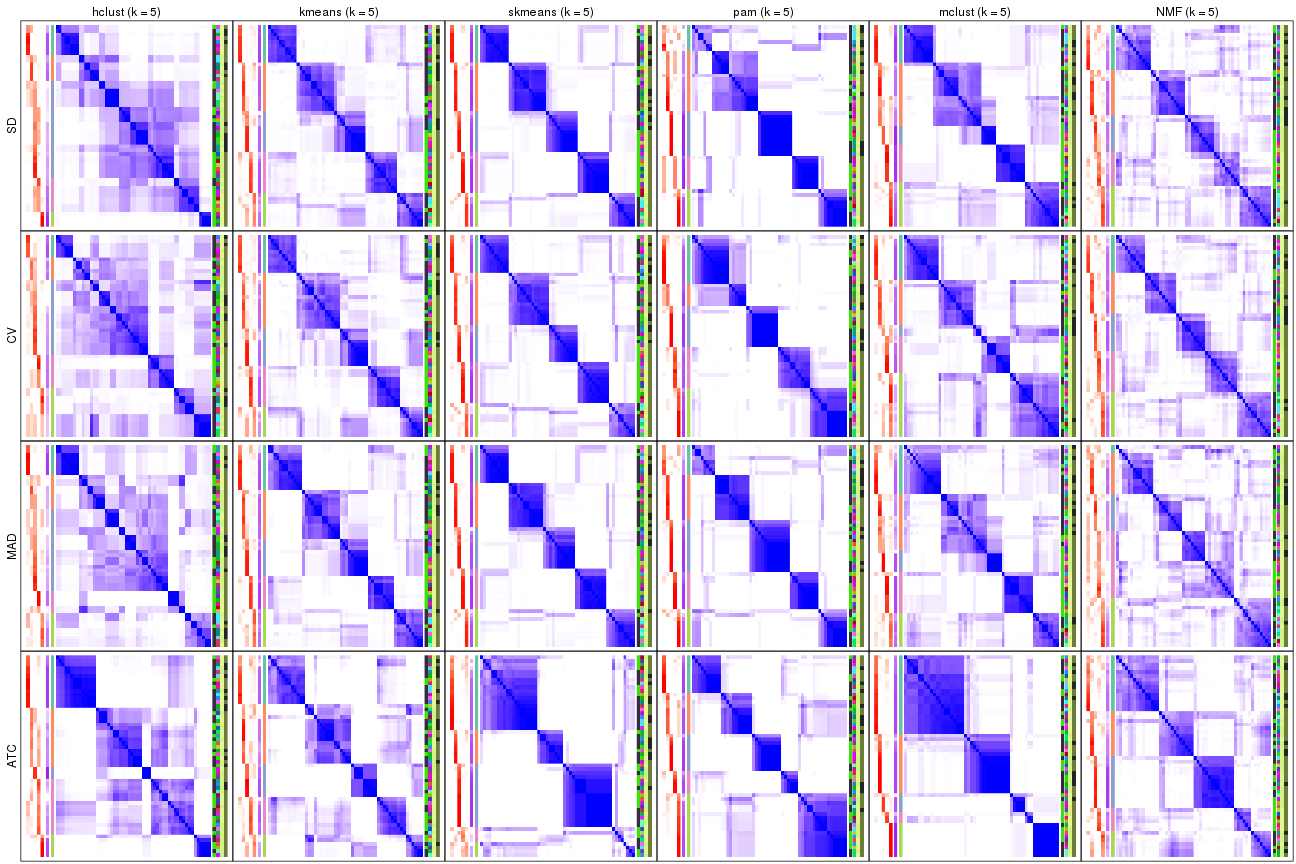 hclust (k = 5) kmeans (k = 5) skmeans (k = 5) pam (k = 5) mclust (k = 5) NMF (k = 5)
SD
CV
MAD
ATC